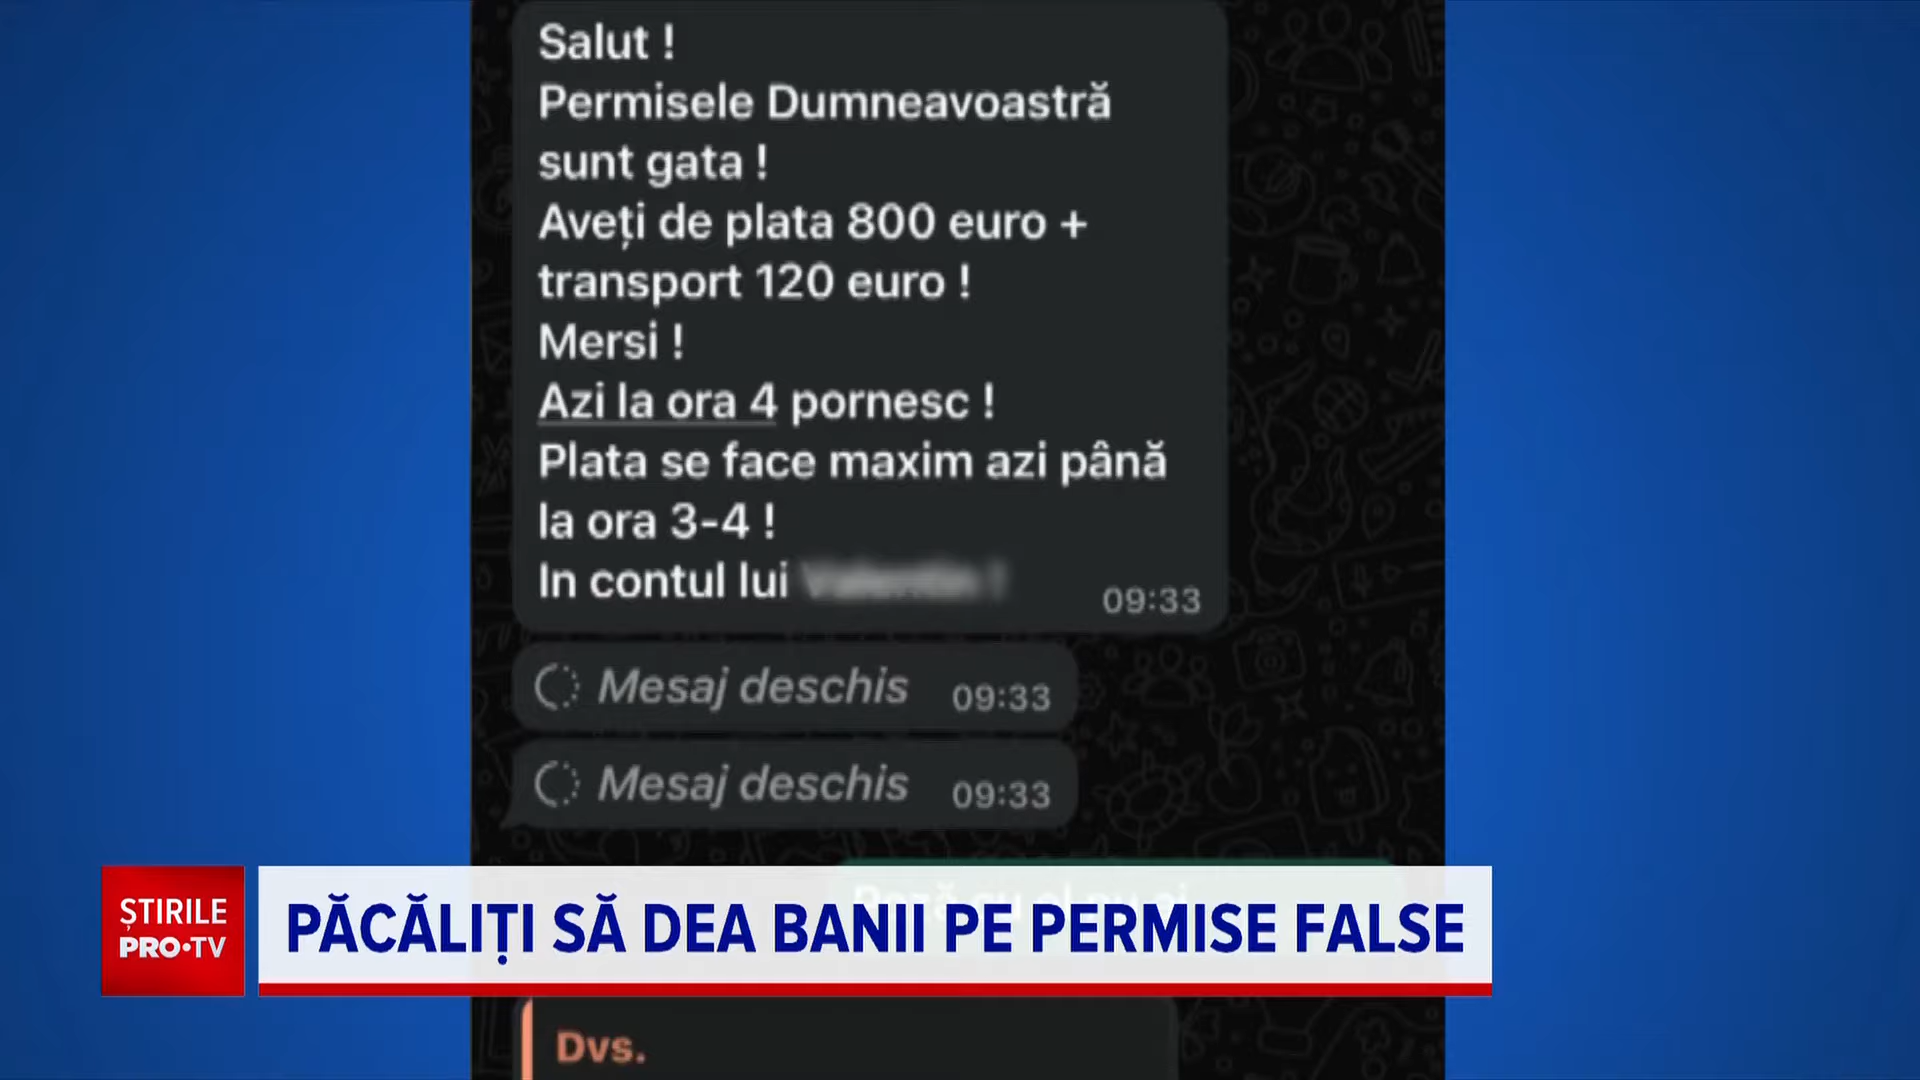 Salut !
Permisele Dumneavoastră
sunt gata !
Aveți de plata 800 euro +
transport 120 euro !
Mersi !
Azi la ora 4 pornesc !
Plata se face maxim azi până
la ora 3-4 !
In contul lui
09:33
Mesaj deschis 09:33
Mesaj deschis 09:33
ȘTIRILE
PRO•TV
PĂCĂLIȚI SĂ DEA BANII PE PERMISE FALSE
Dvs.